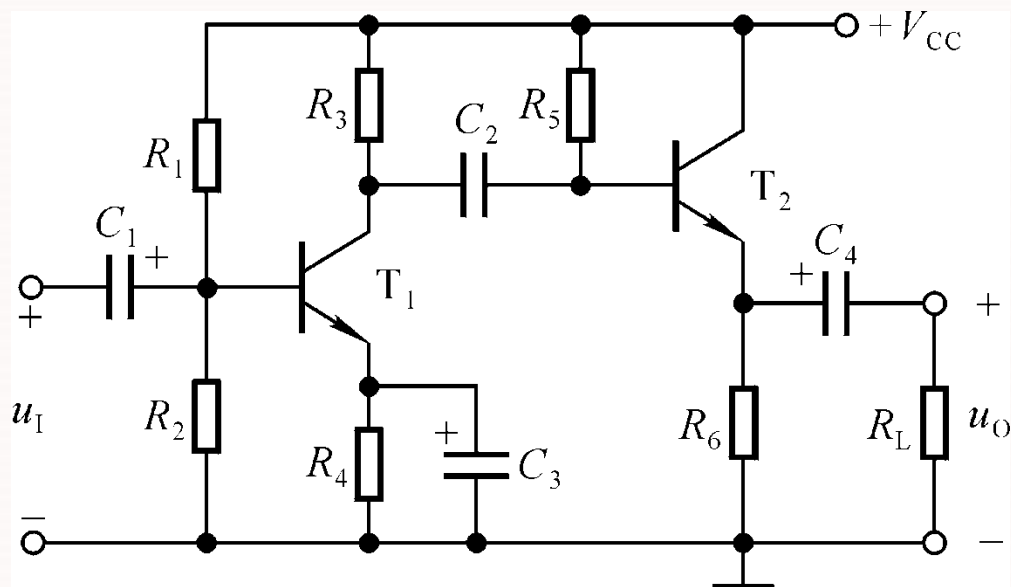 + V_CC
R_3
R_5
C_2
R_1
T_2
C_1
+
C_4
+
T_1
+
+
u_I
R_2
R_4
+
C_3
R_6
R_L
u_O
−
−